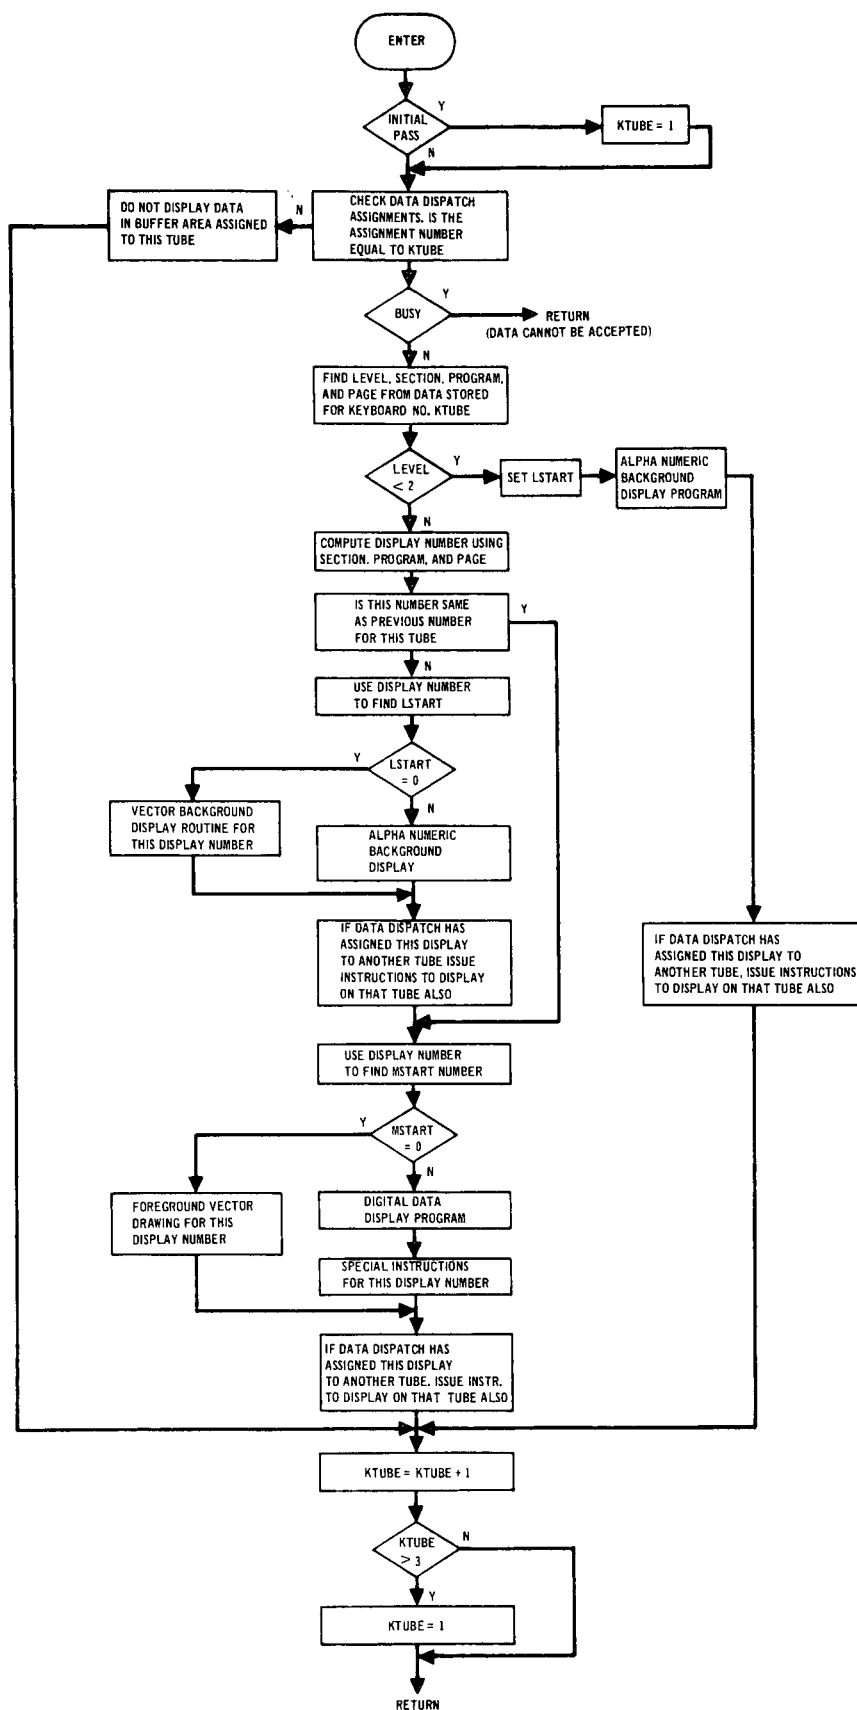 ENTER
INITIAL
PASS
Y
KTUBE = 1
N
DO NOT DISPLAY DATA
IN BUFFER AREA ASSIGNED
TO THIS TUBE
N
CHECK DATA DISPATCH
ASSIGNMENTS. IS THE
ASSIGNMENT NUMBER
EQUAL TO KTUBE
BUSY
Y
RETURN
(DATA CANNOT BE ACCEPTED)
N
FIND LEVEL, SECTION, PROGRAM,
AND PAGE FROM DATA STORED
FOR KEYBOARD NO. KTUBE
LEVEL
< 2
Y
SET LSTART
ALPHA NUMERIC
BACKGROUND
DISPLAY PROGRAM
N
COMPUTE DISPLAY NUMBER USING
SECTION. PROGRAM, AND PAGE
IS THIS NUMBER SAME
AS PREVIOUS NUMBER
FOR THIS TUBE
Y
N
USE DISPLAY NUMBER
TO FIND LSTART
Y
LSTART
= 0
N
VECTOR BACKGROUND
DISPLAY ROUTINE FOR
THIS DISPLAY NUMBER
ALPHA NUMERIC
BACKGROUND
DISPLAY
IF DATA DISPATCH HAS
ASSIGNED THIS DISPLAY
TO ANOTHER TUBE ISSUE
INSTRUCTIONS TO DISPLAY
ON THAT TUBE ALSO
IF DATA DISPATCH HAS
ASSIGNED THIS DISPLAY TO
ANOTHER TUBE, ISSUE INSTRUCTIONS
TO DISPLAY ON THAT TUBE ALSO
USE DISPLAY NUMBER
TO FIND MSTART NUMBER
Y
MSTART
= 0
N
FOREGROUND VECTOR
DRAWING FOR THIS
DISPLAY NUMBER
DIGITAL DATA
DISPLAY PROGRAM
SPECIAL INSTRUCTIONS
FOR THIS DISPLAY NUMBER
IF DATA DISPATCH HAS
ASSIGNED THIS DISPLAY
TO ANOTHER TUBE. ISSUE INSTR.
TO DISPLAY ON THAT TUBE ALSO
KTUBE = KTUBE + 1
KTUBE
> 3
N
Y
KTUBE = 1
RETURN